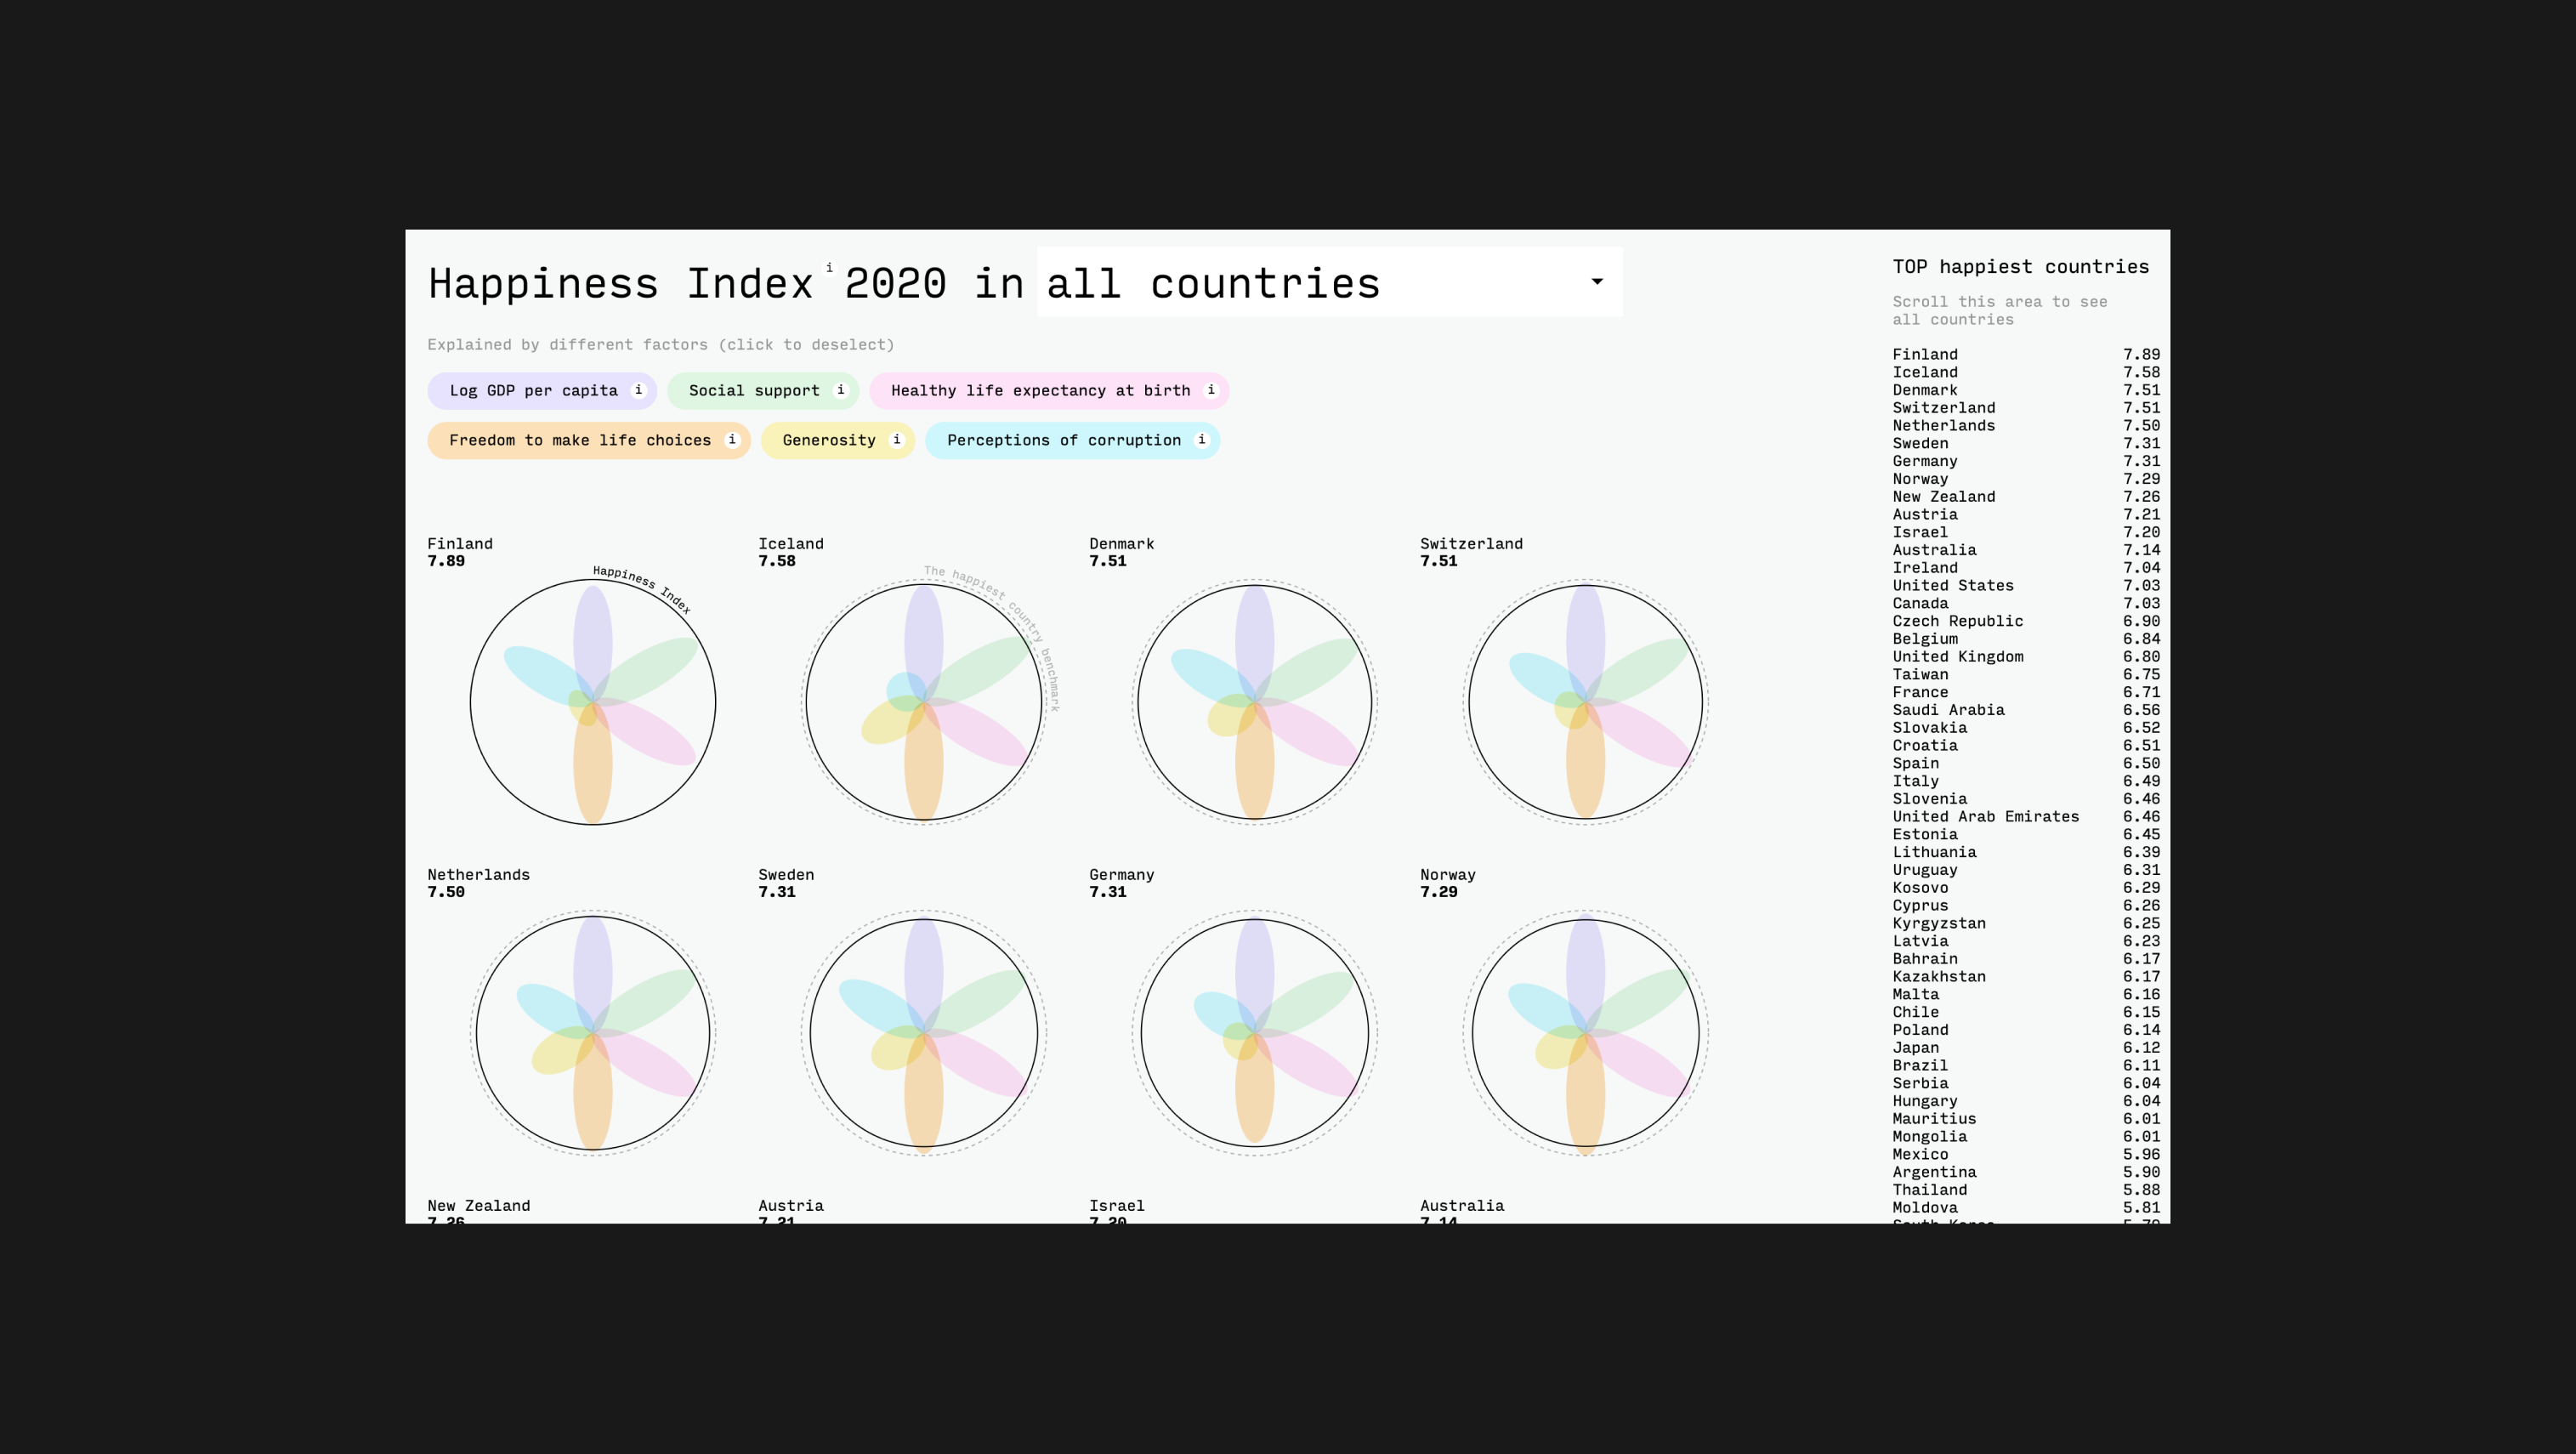 Happiness Index i 2020 in all countries
Explained by different factors (click to deselect)
Log GDP per capita i Social support i Healthy life expectancy at birth i
Freedom to make life choices i Generosity i Perceptions of corruption i
Finland
7.89
Happiness Index
Iceland
7.58
The happiest country benchmark
Denmark
7.51
Switzerland
7.51
Netherlands
7.50
Sweden
7.31
Germany
7.31
Norway
7.29
New Zealand
7.26
Austria
7.21
Israel
7.20
Australia
7.14
TOP happiest countries
Scroll this area to see
all countries
Finland 7.89
Iceland 7.58
Denmark 7.51
Switzerland 7.51
Netherlands 7.50
Sweden 7.31
Germany 7.31
Norway 7.29
New Zealand 7.26
Austria 7.21
Israel 7.20
Australia 7.14
Ireland 7.04
United States 7.03
Canada 7.03
Czech Republic 6.90
Belgium 6.84
United Kingdom 6.80
Taiwan 6.75
France 6.71
Saudi Arabia 6.56
Slovakia 6.52
Croatia 6.51
Spain 6.50
Italy 6.49
Slovenia 6.46
United Arab Emirates 6.46
Estonia 6.45
Lithuania 6.39
Uruguay 6.31
Kosovo 6.29
Cyprus 6.26
Kyrgyzstan 6.25
Latvia 6.23
Bahrain 6.17
Kazakhstan 6.17
Malta 6.16
Chile 6.15
Poland 6.14
Japan 6.12
Brazil 6.11
Serbia 6.04
Hungary 6.04
Mauritius 6.01
Mongolia 6.01
Mexico 5.96
Argentina 5.90
Thailand 5.88
Moldova 5.81
South Korea